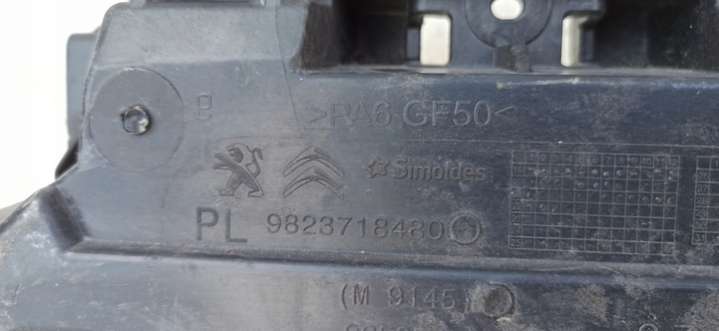 >PA6 GF50<
Simoldes
PL 9823718480
(M 9145)